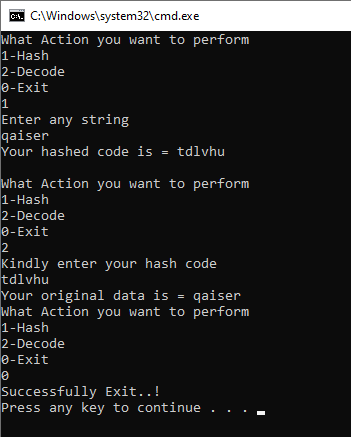 C:\Windows\system32\cmd.exe
What Action you want to perform
1-Hash
2-Decode
0-Exit
1
Enter any string
qaiser
Your hashed code is = tdlvhu
What Action you want to perform
1-Hash
2-Decode
0-Exit
2
Kindly enter your hash code
tdlvhu
Your original data is = qaiser
What Action you want to perform
1-Hash
2-Decode
0-Exit
0
Successfully Exit..!
Press any key to continue . . .